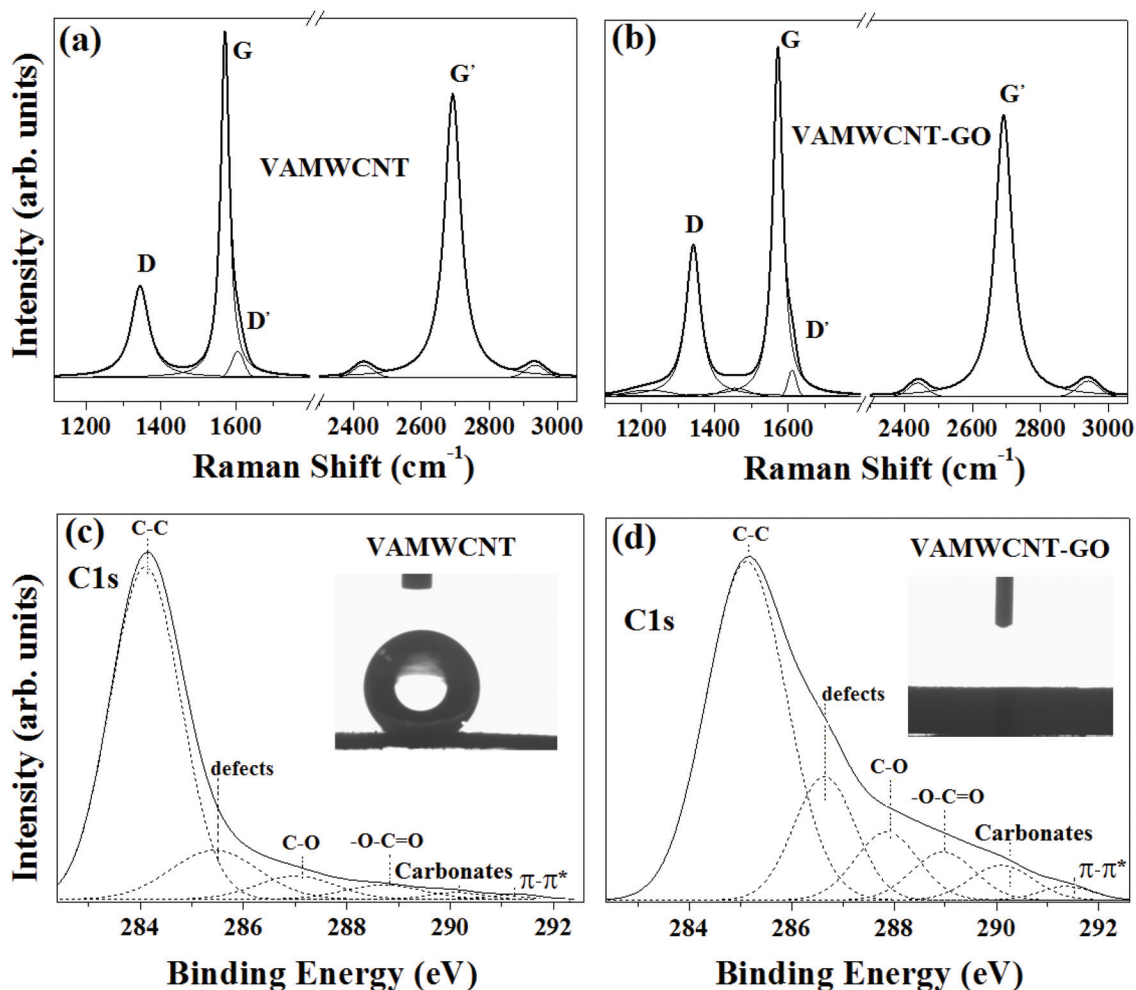 (a)
G
G'
VAMWCNT
D
D'
1200 1400 1600 2400 2600 2800 3000
Raman Shift (cm⁻¹)
Intensity (arb. units)
(b)
G
G'
VAMWCNT-GO
D
D'
1200 1400 1600 2400 2600 2800 3000
Raman Shift (cm⁻¹)
(c)
C-C
VAMWCNT
C1s
defects
C-O
-O-C=O
Carbonates
π-π*
284 286 288 290 292
Binding Energy (eV)
Intensity (arb. units)
(d)
C-C
VAMWCNT-GO
C1s
defects
C-O
-O-C=O
Carbonates
π-π*
284 286 288 290 292
Binding Energy (eV)